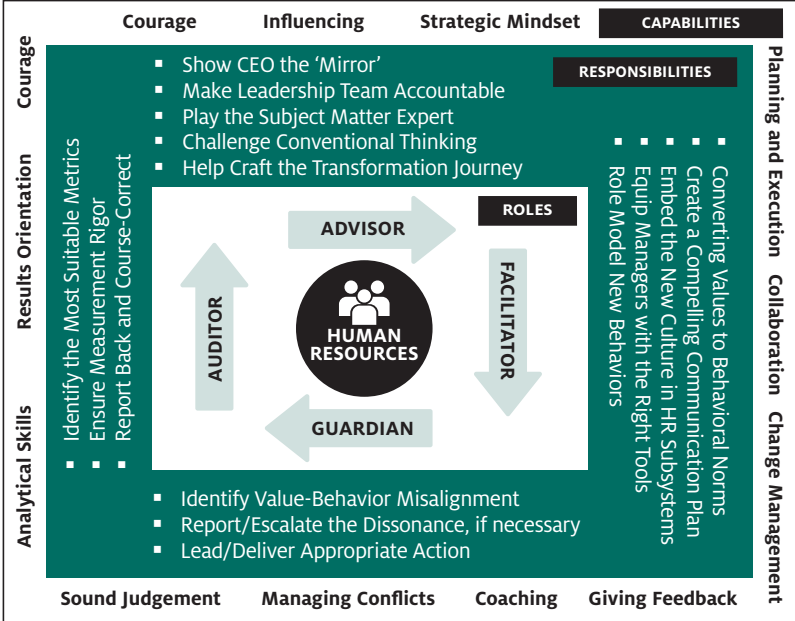 Courage
Influencing
Strategic Mindset
CAPABILITIES
RESPONSIBILITIES
▪ Show CEO the ‘Mirror’
▪ Make Leadership Team Accountable
▪ Play the Subject Matter Expert
▪ Challenge Conventional Thinking
▪ Help Craft the Transformation Journey
Planning and Execution
Collaboration
Change Management
▪ Converting Values to Behavioral Norms
▪ Create a Compelling Communication Plan
▪ Embed the New Culture in HR Subsystems
▪ Equip Managers with the Right Tools
▪ Role Model New Behaviors
ROLES
ADVISOR
FACILITATOR
GUARDIAN
AUDITOR
HUMAN
RESOURCES
▪ Identify Value-Behavior Misalignment
▪ Report/Escalate the Dissonance, if necessary
▪ Lead/Deliver Appropriate Action
Sound Judgement
Managing Conflicts
Coaching
Giving Feedback
▪ Identify the Most Suitable Metrics
▪ Ensure Measurement Rigor
▪ Report Back and Course-Correct
Analytical Skills
Results Orientation
Courage